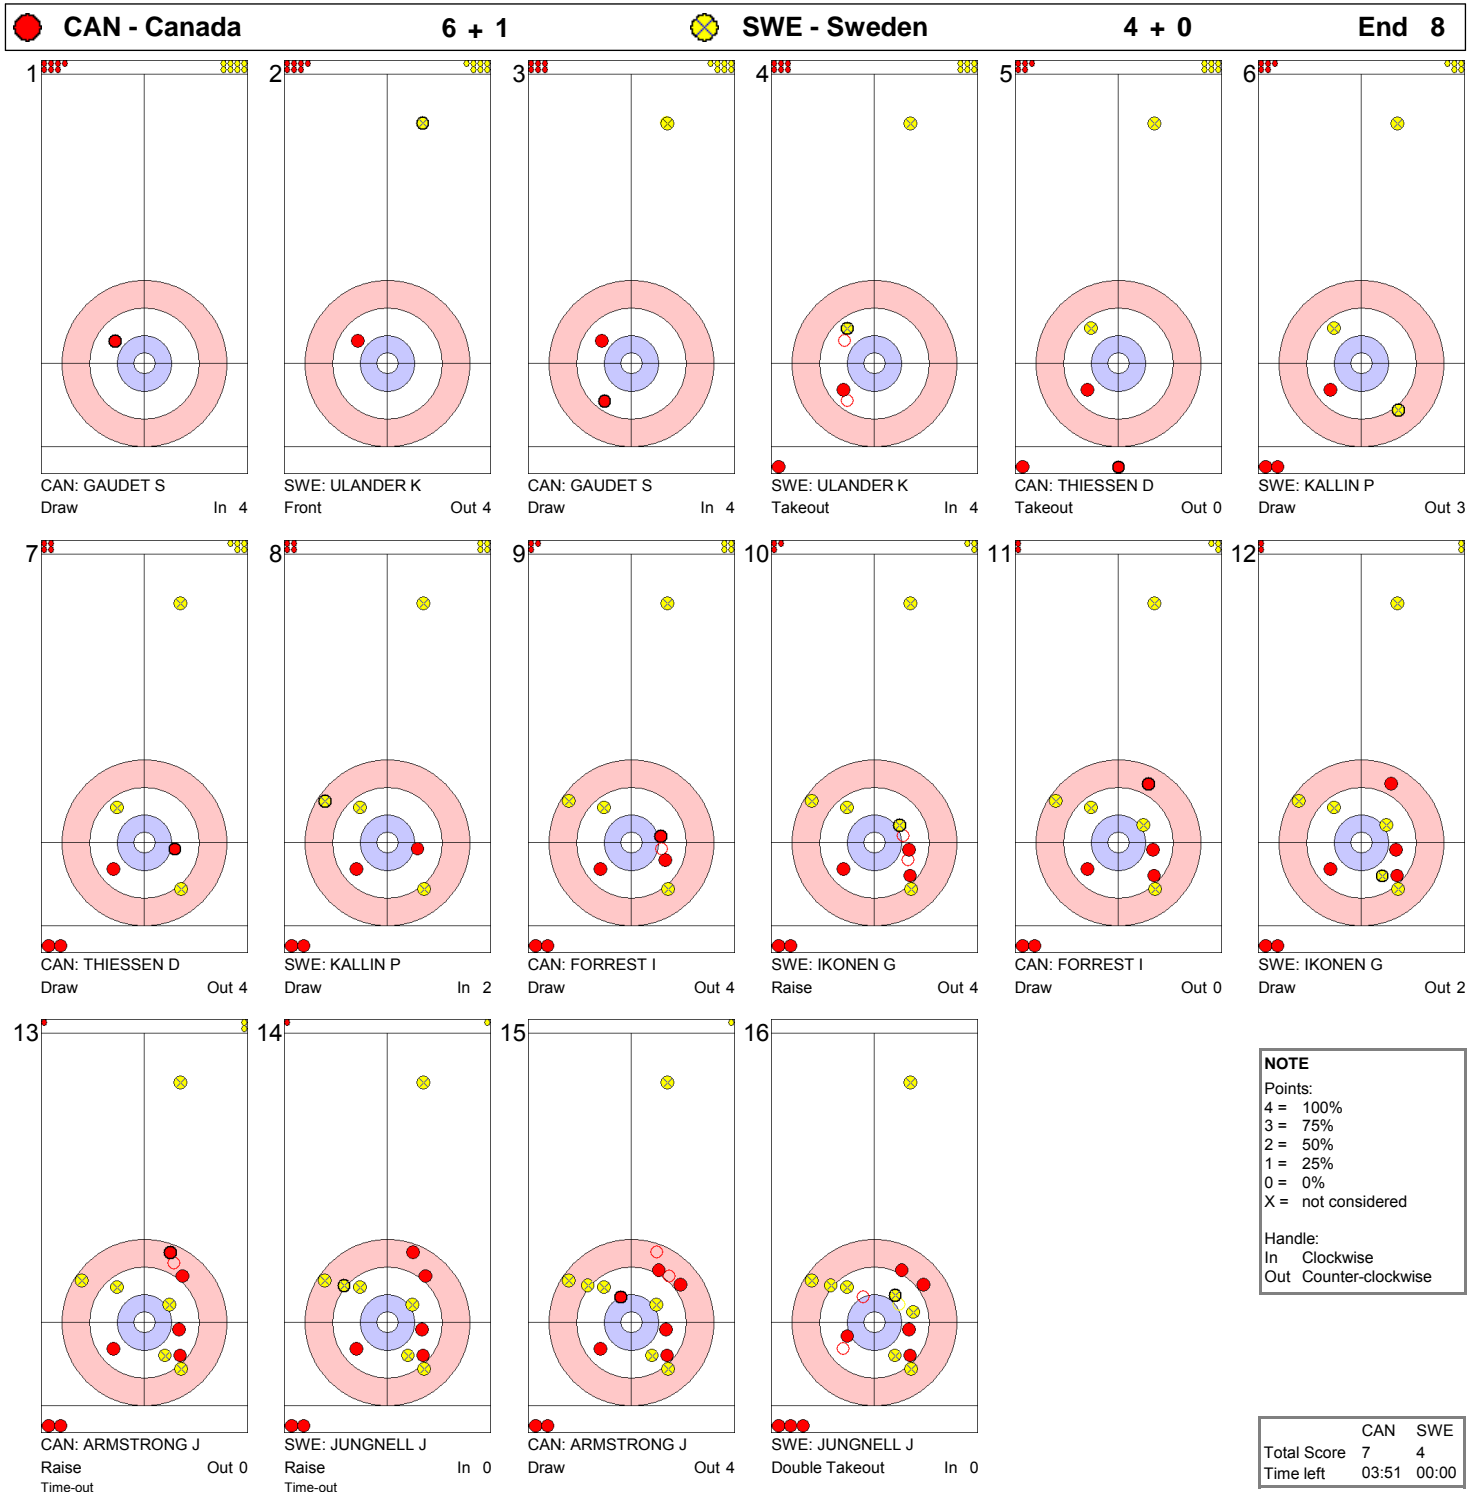 CAN - Canada 6 + 1 SWE - Sweden 4 + 0 End 8
1 2 3 4 5 6
CAN: GAUDET S SWE: ULANDER K CAN: GAUDET S SWE: ULANDER K CAN: THIESSEN D SWE: KALLIN P
Draw In 4 Front Out 4 Draw In 4 Takeout In 4 Takeout Out 0 Draw Out 3
7 8 9 10 11 12
CAN: THIESSEN D SWE: KALLIN P CAN: FORREST I SWE: IKONEN G CAN: FORREST I SWE: IKONEN G
Draw Out 4 Draw In 2 Draw Out 4 Raise Out 4 Draw Out 0 Draw Out 2
13 14 15 16
CAN: ARMSTRONG J SWE: JUNGNELL J CAN: ARMSTRONG J SWE: JUNGNELL J
Raise Out 0 Raise In 0 Draw Out 4 Double Takeout In 0
Time-out Time-out
NOTE
Points:
4 = 100%
3 = 75%
2 = 50%
1 = 25%
0 = 0%
X = not considered
Handle:
In Clockwise
Out Counter-clockwise
CAN SWE
Total Score 7 4
Time left 03:51 00:00